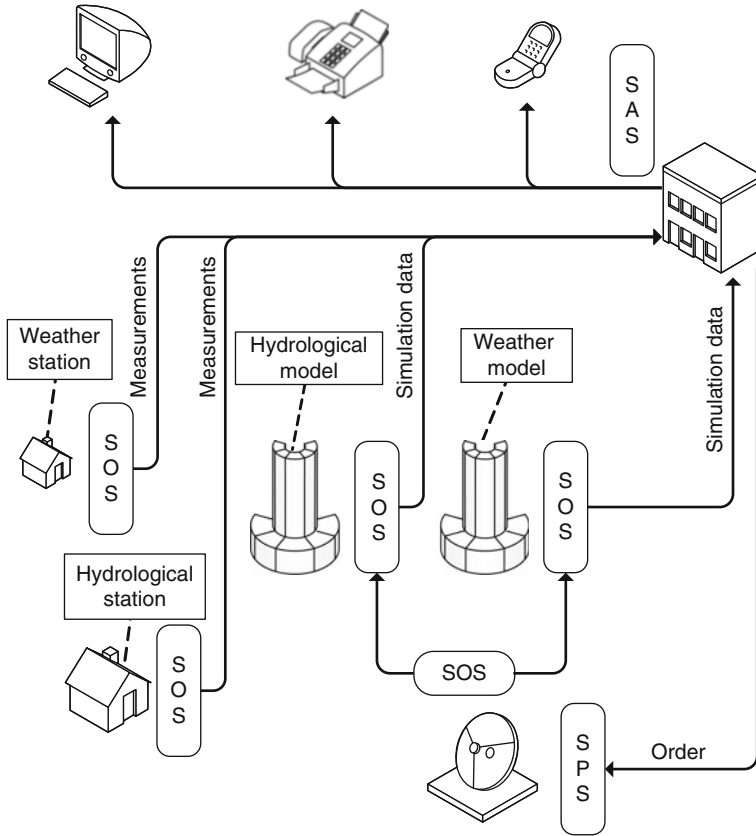 S
A
S
Measurements
Measurements
Simulation data
Simulation data
Weather
station
Hydrological
model
Weather
model
S
O
S
S
O
S
S
O
S
Hydrological
station
S
O
S
SOS
S
P
S
Order